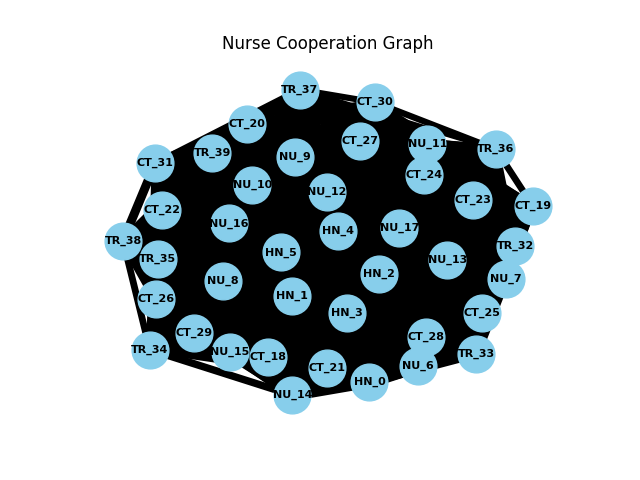 Nurse Cooperation Graph
TR_37
CT_30
CT_20
CT_27
NU_11
TR_36
TR_39
NU_9
CT_31
CT_24
NU_10
NU_12
CT_23
CT_19
CT_22
NU_16
NU_17
HN_4
TR_38
TR_32
HN_5
TR_35
NU_13
HN_2
NU_7
NU_8
HN_1
CT_26
HN_3
CT_25
CT_29
CT_28
TR_34
NU_15
TR_33
CT_18
NU_6
CT_21
HN_0
NU_14